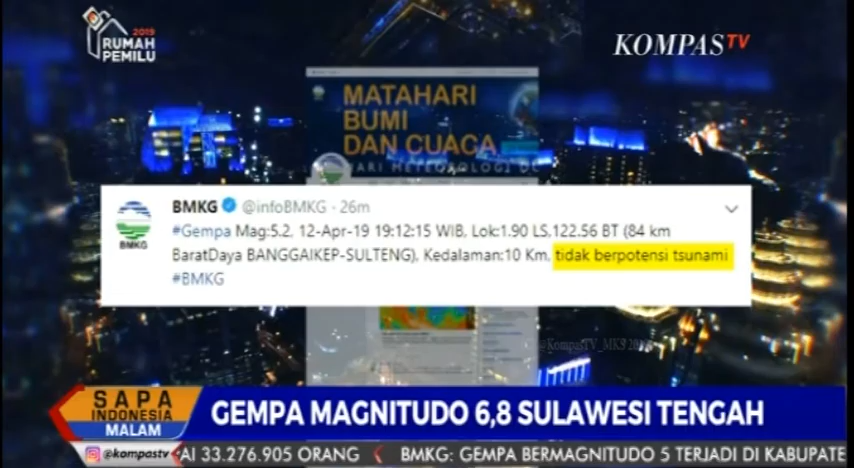 2019
RUMAH
PEMILU
KOMPASTV
MATAHARI
BUMI
DAN CUACA
HARI METEOROLOGI
BMKG @infoBMKG · 26m
#Gempa Mag:5.2, 12-Apr-19 19:12:15 WIB, Lok:1.90 LS,122.56 BT (84 km
BaratDaya BANGGAIKEP-SULTENG), Kedalaman:10 Km, tidak berpotensi tsunami
#BMKG
BMKG
SAPA
INDONESIA
MALAM
GEMPA MAGNITUDO 6,8 SULAWESI TENGAH
@kompastv
AI 33.276.905 ORANG
BMKG: GEMPA BERMAGNITUDO 5 TERJADI DI KABUPATE